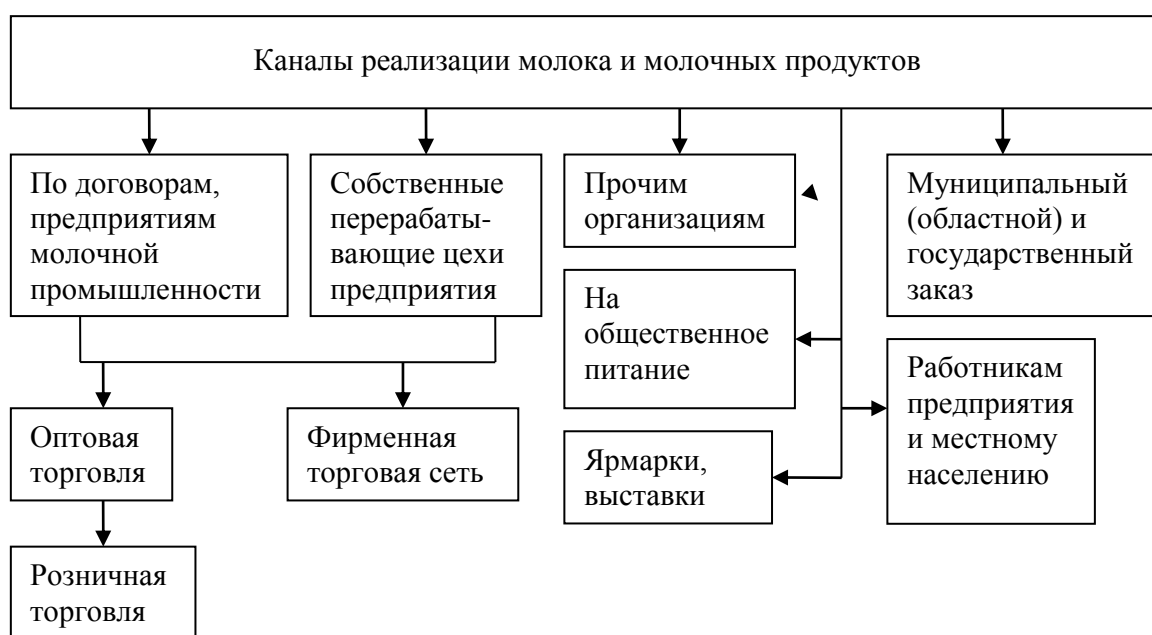 Каналы реализации молока и молочных продуктов
По договорам,
предприятиям
молочной
промышленности
Собственные
перерабаты-
вающие цехи
предприятия
Прочим
организациям
Муниципальный
(областной) и
государственный
заказ
На
общественное
питание
Работникам
предприятия
и местному
населению
Оптовая
торговля
Фирменная
торговая сеть
Ярмарки,
выставки
Розничная
торговля